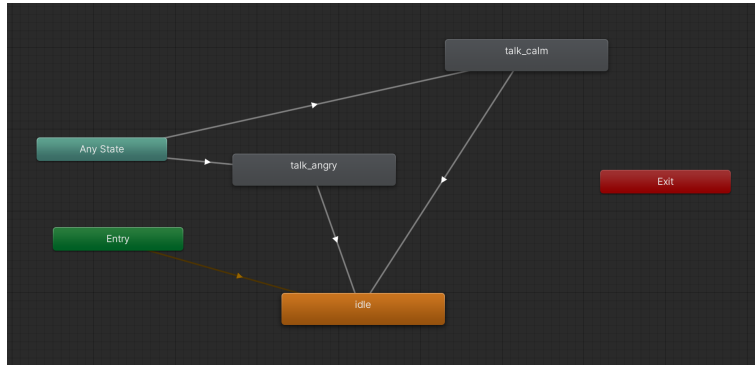 talk_calm
Any State
talk_angry
Exit
Entry
idle